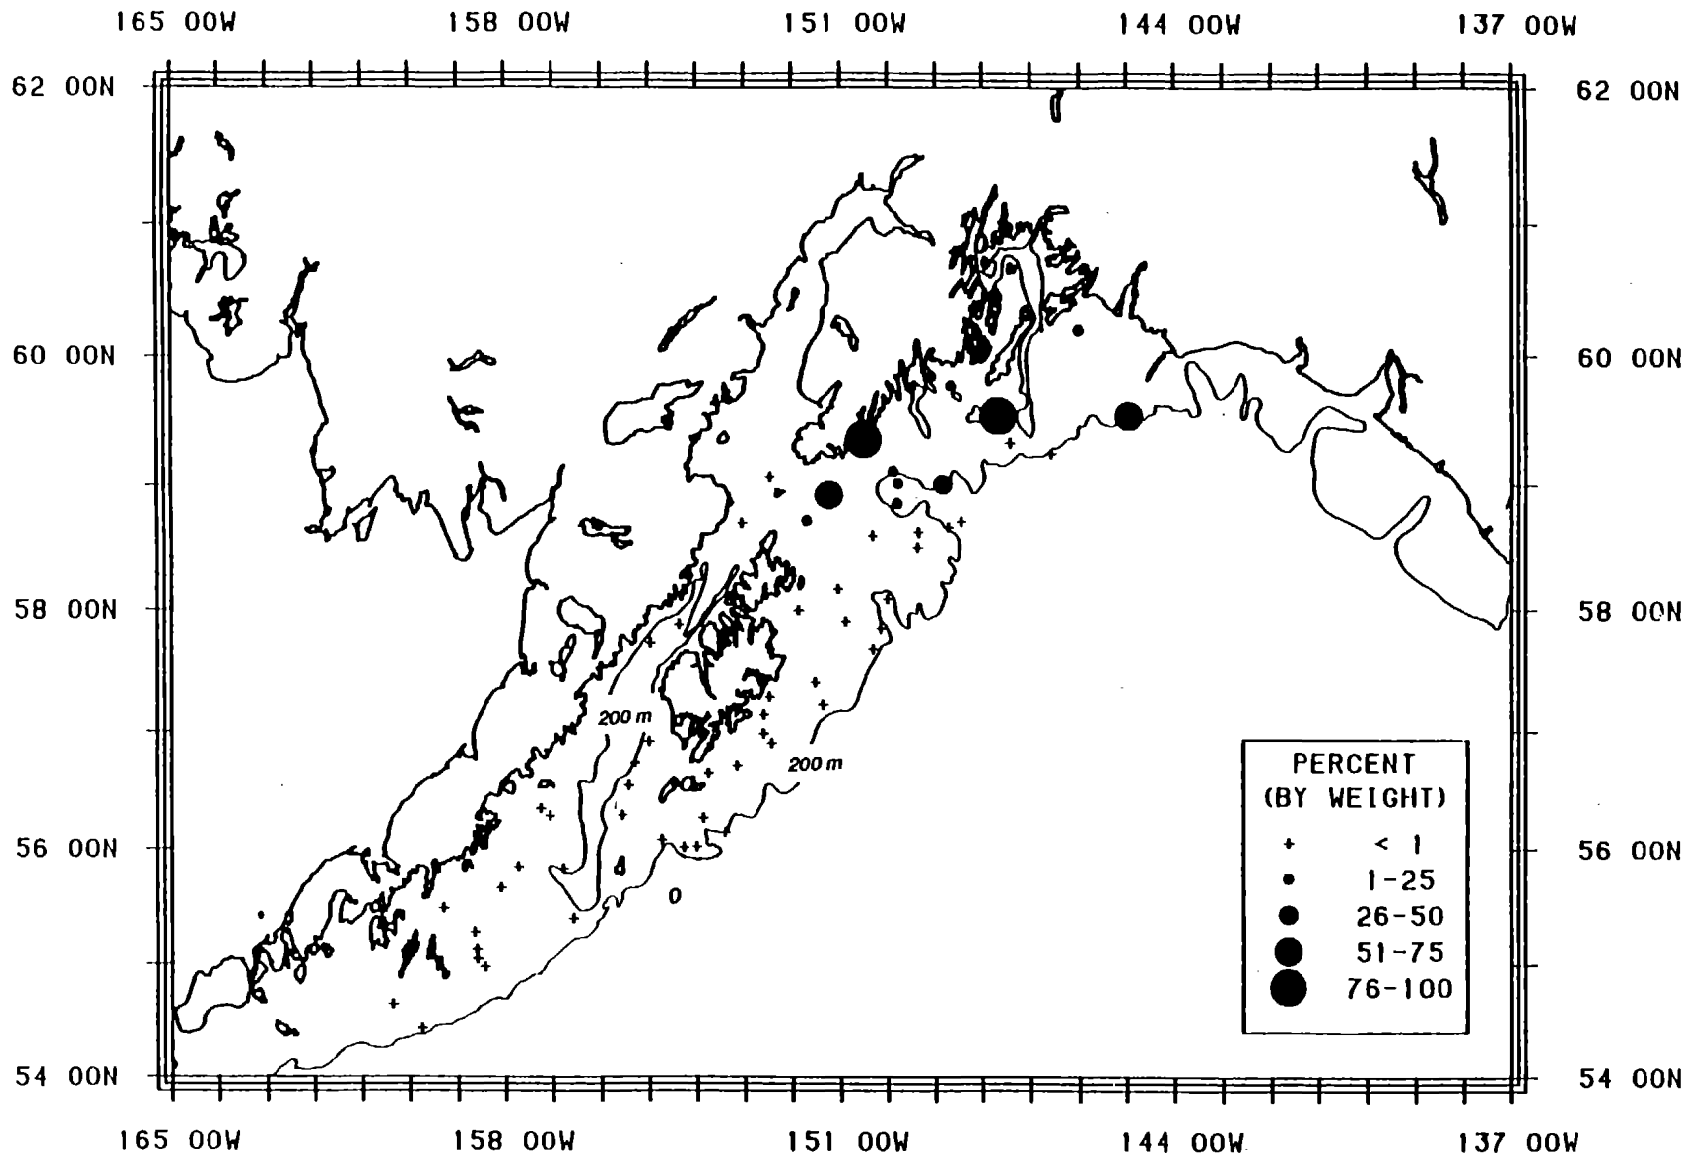 165 00W 158 00W 151 00W 144 00W 137 00W
62 00N 62 00N
60 00N 60 00N
58 00N 58 00N
200 m
200 m
PERCENT
(BY WEIGHT)
+ < 1
1-25
26-50
51-75
76-100
56 00N 56 00N
54 00N 54 00N
165 00W 158 00W 151 00W 144 00W 137 00W